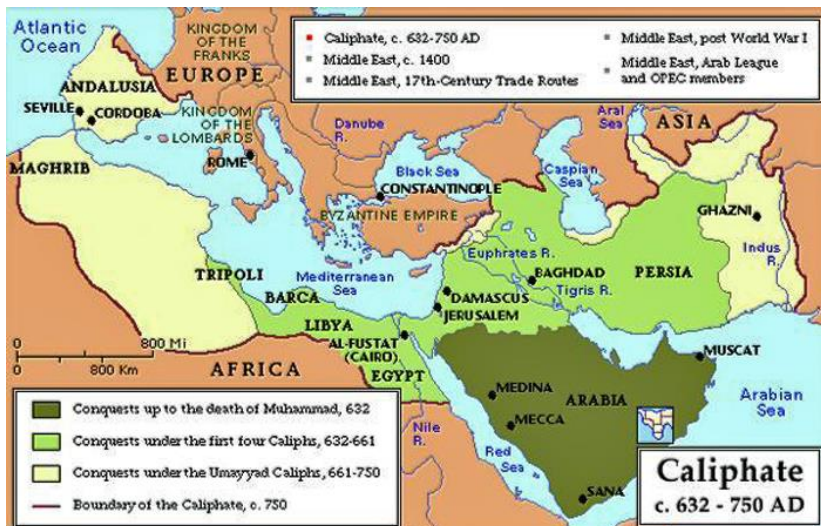 Atlantic
Ocean
KINGDOM
OF THE
FRANKS
EUROPE
ANDALUSIA
SEVILLE
CORDOBA
KINGDOM
OF THE
LOMBARDS
ROME
MAGHRIB
Danube
R.
Black Sea
CONSTANTINOPLE
BYZANTINE EMPIRE
Caliphate, c. 632-750 AD
Middle East, c. 1400
Middle East, 17th-Century Trade Routes
Middle East, post World War I
Middle East, Arab League
and OPEC members
Aral
Sea
ASIA
Caspian
Sea
GHAZNI
Indus
R.
Euphrates R.
BAGHDAD
Tigris R.
PERSIA
TRIPOLI
Mediterranean
Sea
BARCA
DAMASCUS
JERUSALEM
LIBYA
AL-FUSTAT
(CAIRO)
EGYPT
AFRICA
800 Mi
0
0
800 Km
MUSCAT
MEDINA
ARABIA
MECCA
Arabian
Sea
Nile
R.
Red
Sea
SANA
Conquests up to the death of Muhammad, 632
Conquests under the first four Caliphs, 632-661
Conquests under the Umayyad Caliphs, 661-750
Boundary of the Caliphate, c. 750
Caliphate
c. 632 - 750 AD